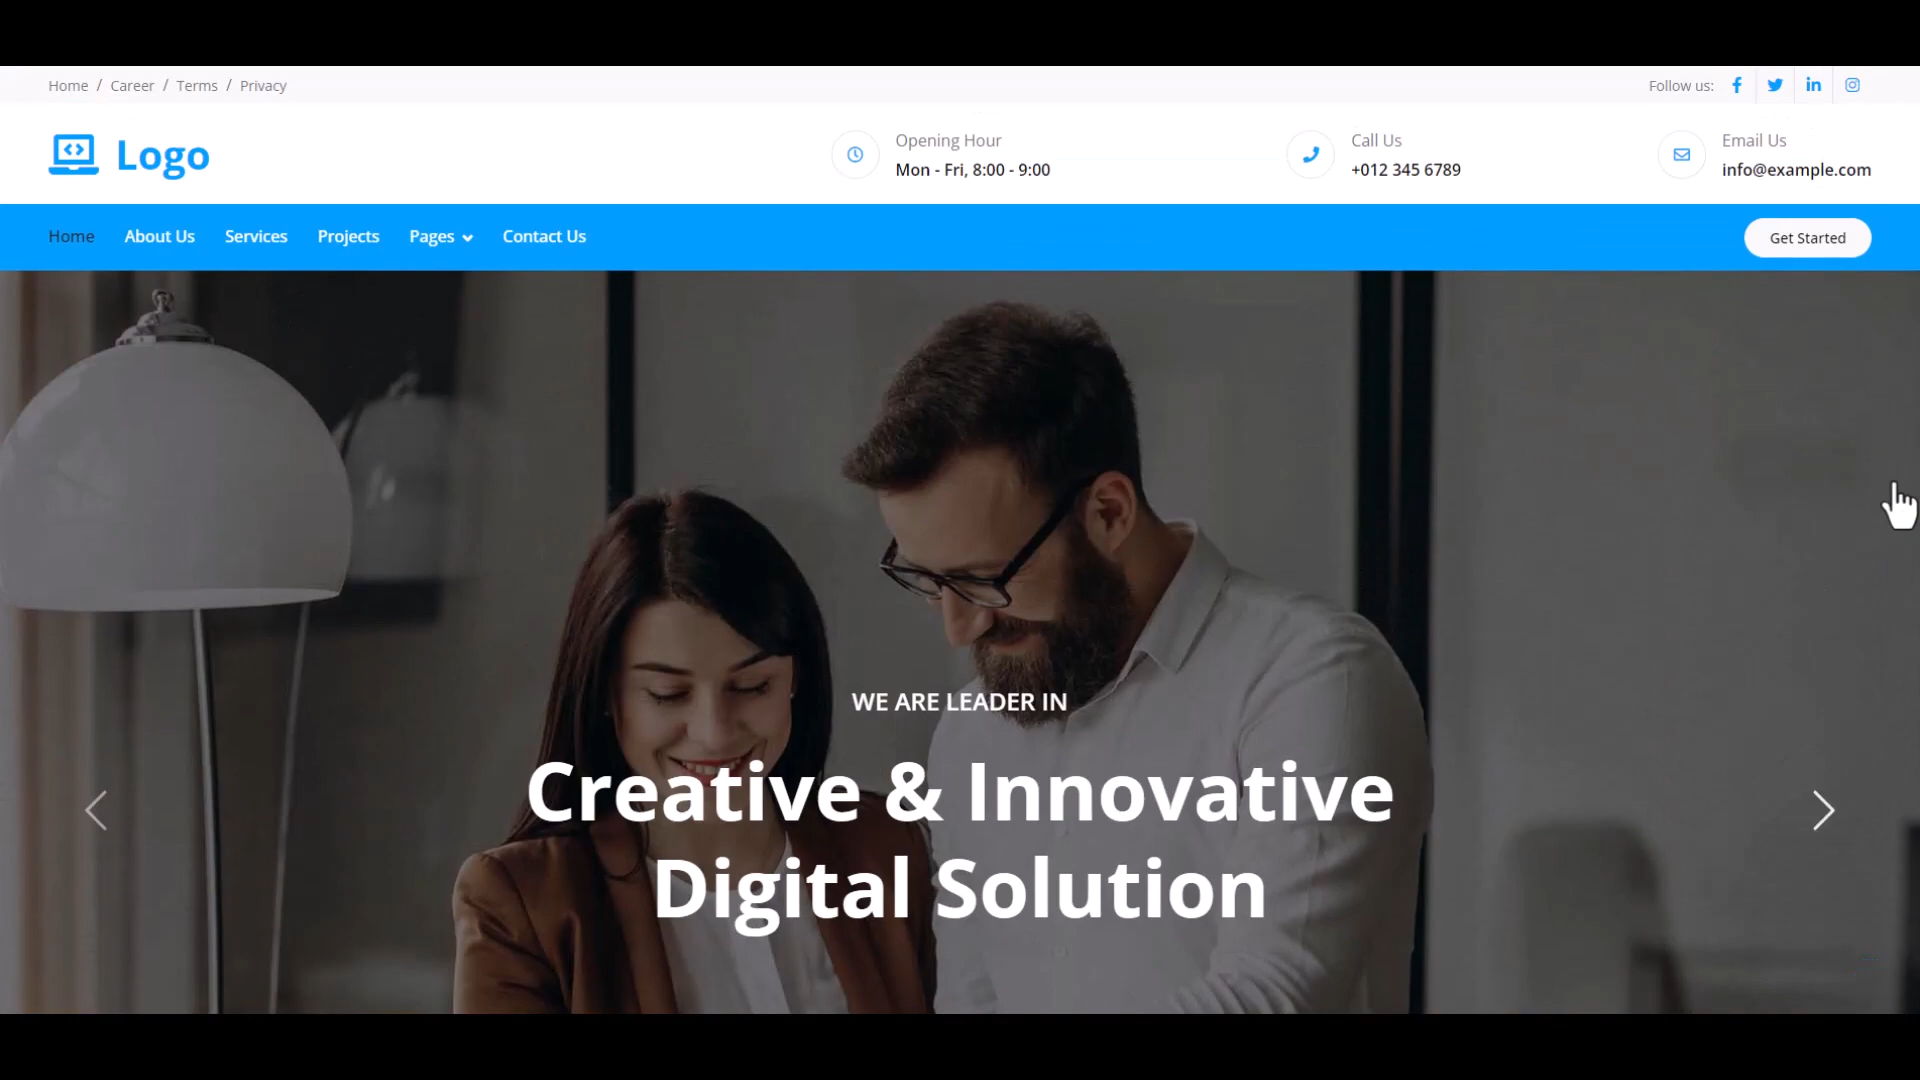 Home / Career / Terms / Privacy
Follow us:
Logo
Opening Hour
Mon - Fri, 8:00 - 9:00
Call Us
+012 345 6789
Email Us
info@example.com
Home
About Us
Services
Projects
Pages
Contact Us
Get Started
WE ARE LEADER IN
Creative & Innovative
Digital Solution